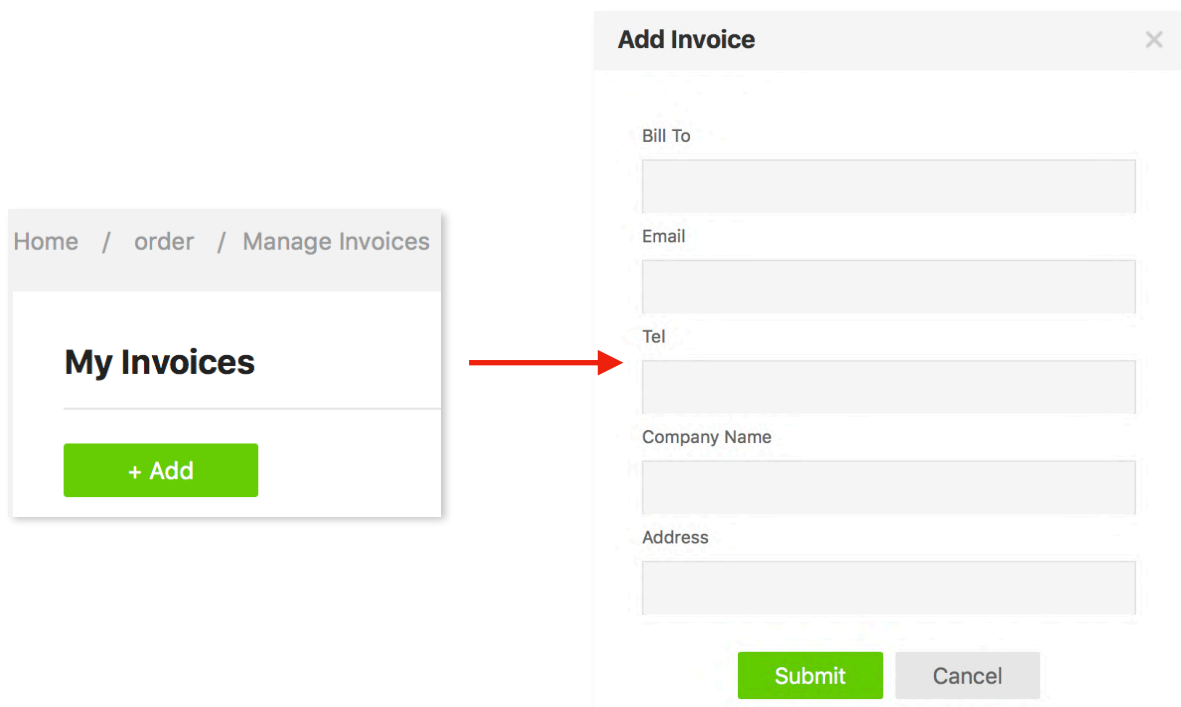 Home / order / Manage Invoices
My Invoices
+ Add
Add Invoice
Bill To
Email
Tel
Company Name
Address
Submit
Cancel